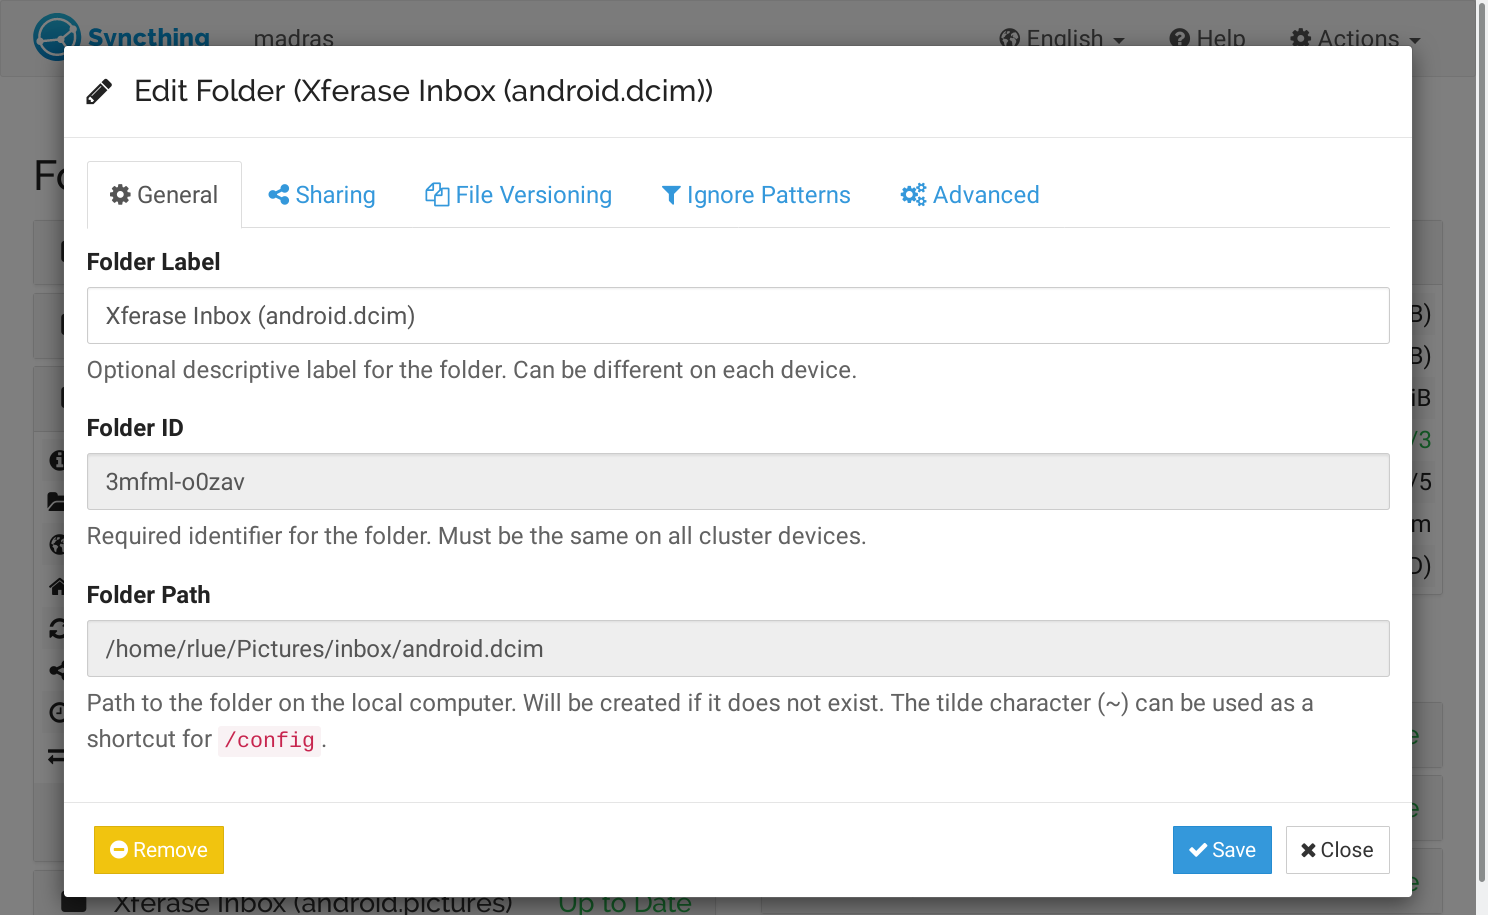 Syncthing madras English Help Actions
Edit Folder (Xferase Inbox (android.dcim))
Fo
General Sharing File Versioning Ignore Patterns Advanced
Folder Label
Xferase Inbox (android.dcim)
B)
Optional descriptive label for the folder. Can be different on each device.
B)
iB
Folder ID
/3
3mfml-o0zav
/5
Required identifier for the folder. Must be the same on all cluster devices.
m
Folder Path
/home/rlue/Pictures/inbox/android.dcim
Path to the folder on the local computer. Will be created if it does not exist. The tilde character (~) can be used as a
shortcut for /config.
e
e
Remove Save Close
e
Xferase Inbox (android.pictures) Up to Date